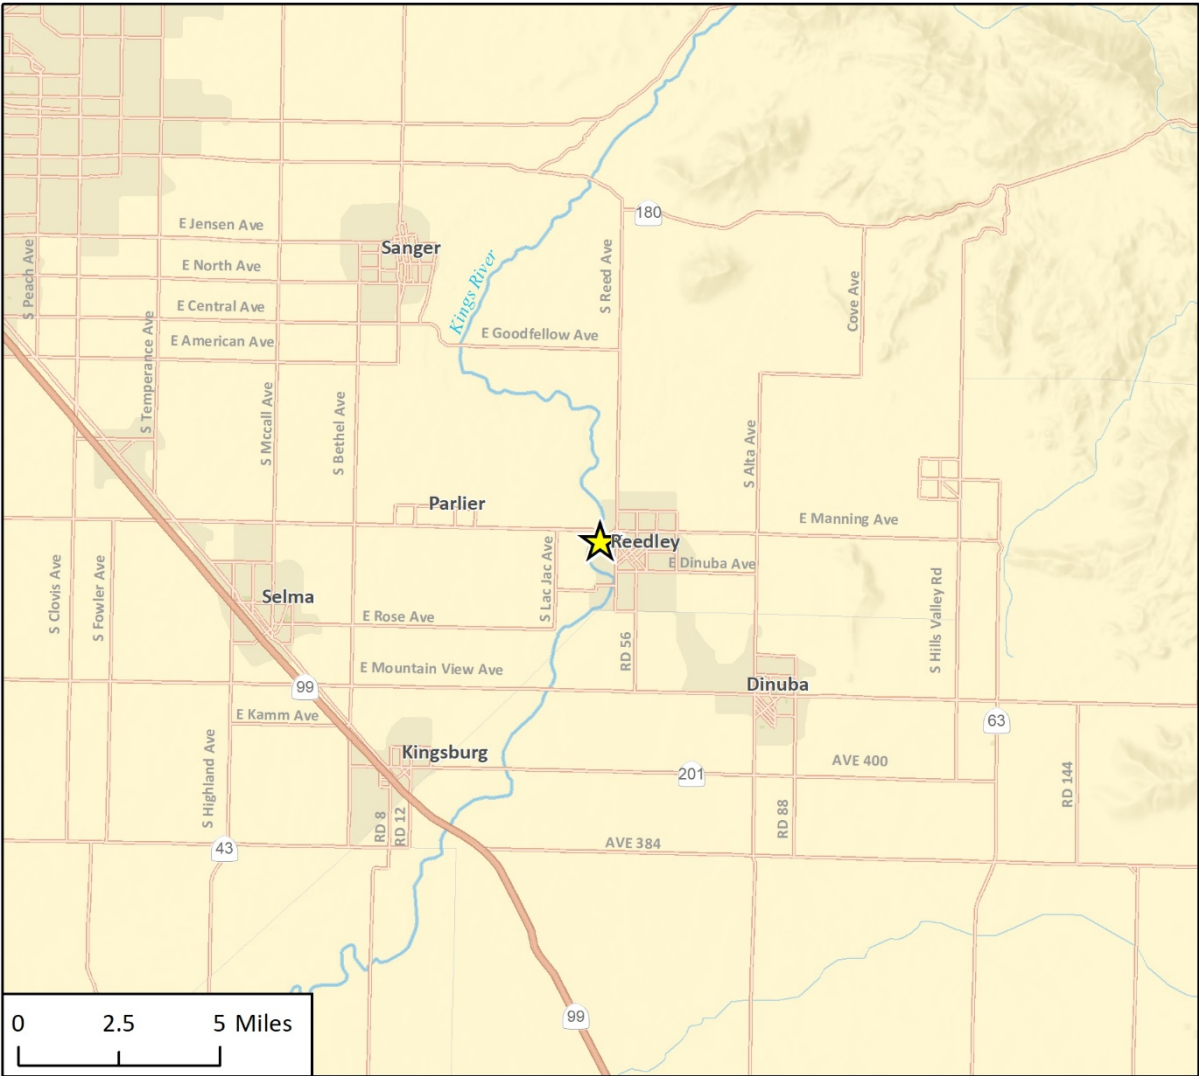 180
E Jensen Ave
Sanger
E North Ave
S Peach Ave
S Reed Ave
Kings River
Cove Ave
E Central Ave
E Goodfellow Ave
E American Ave
S Temperance Ave
S Mccall Ave
S Bethel Ave
S Alta Ave
Parlier
E Manning Ave
Reedley
E Dinuba Ave
S Clovis Ave
S Fowler Ave
S Lac Jac Ave
Selma
E Rose Ave
S Hills Valley Rd
RD 56
E Mountain View Ave
Dinuba
99
E Kamm Ave
63
Kingsburg
AVE 400
201
S Highland Ave
RD 144
RD 8
RD 12
RD 88
AVE 384
43
99
0 2.5 5 Miles